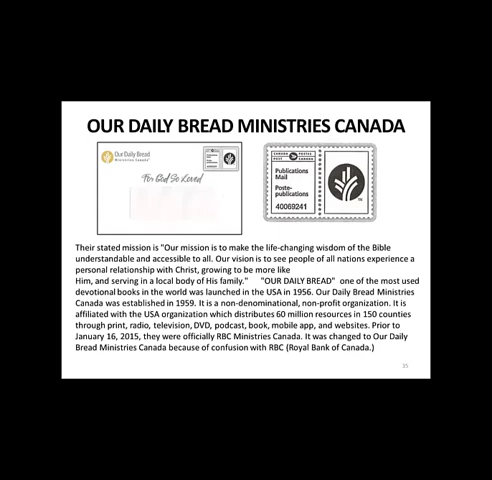 OUR DAILY BREAD MINISTRIES CANADA
Our Daily Bread
Ministries Canada
For God So Loved
CANADA POSTES
POST CANADA
Publications
Mail
Poste-
publications
40069241
Their stated mission is "Our mission is to make the life-changing wisdom of the Bible
understandable and accessible to all. Our vision is to see people of all nations experience a
personal relationship with Christ, growing to be more like
Him, and serving in a local body of His family." "OUR DAILY BREAD" one of the most used
devotional books in the world was launched in the USA in 1956. Our Daily Bread Ministries
Canada was established in 1959. It is a non-denominational, non-profit organization. It is
affiliated with the USA organization which distributes 60 million resources in 150 counties
through print, radio, television, DVD, podcast, book, mobile app, and websites. Prior to
January 16, 2015, they were officially RBC Ministries Canada. It was changed to Our Daily
Bread Ministries Canada because of confusion with RBC (Royal Bank of Canada.)
35